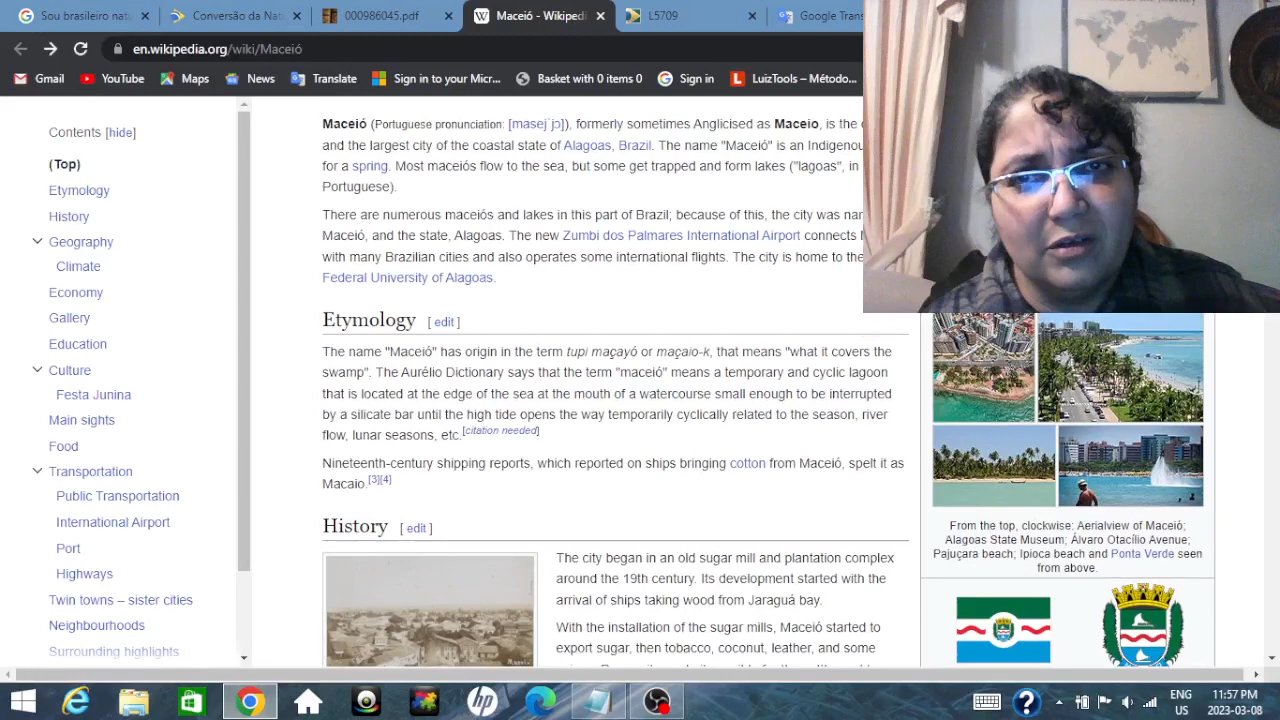 Sou brasileiro nat
Conversão da Nat
000986045.pdf
Maceió - Wikipedi
L5709
Google Trans
en.wikipedia.org/wiki/Maceió
Gmail
YouTube
Maps
News
Translate
Sign in to your Micr...
Basket with 0 items 0
Sign in
LuizTools – Método...
Contents [hide]
(Top)
Etymology
History
Geography
Climate
Economy
Gallery
Education
Culture
Festa Junina
Main sights
Food
Transportation
Public Transportation
International Airport
Port
Highways
Twin towns – sister cities
Neighbourhoods
Surrounding highlights
Maceió (Portuguese pronunciation: [masejˈjɔ]), formerly sometimes Anglicised as Maceio, is the
and the largest city of the coastal state of Alagoas, Brazil. The name "Maceió" is an Indigenou
for a spring. Most maceiós flow to the sea, but some get trapped and form lakes ("lagoas", in
Portuguese).
There are numerous maceiós and lakes in this part of Brazil; because of this, the city was nar
Maceió, and the state, Alagoas. The new Zumbi dos Palmares International Airport connects
with many Brazilian cities and also operates some international flights. The city is home to the
Federal University of Alagoas.
Etymology [ edit ]
The name "Maceió" has origin in the term tupi maçayó or maçaio-k, that means "what it covers the
swamp". The Aurélio Dictionary says that the term "maceió" means a temporary and cyclic lagoon
that is located at the edge of the sea at the mouth of a watercourse small enough to be interrupted
by a silicate bar until the high tide opens the way temporarily cyclically related to the season, river
flow, lunar seasons, etc.[citation needed]
Nineteenth-century shipping reports, which reported on ships bringing cotton from Maceió, spelt it as
Macaio.[3][4]
History [ edit ]
The city began in an old sugar mill and plantation complex
around the 19th century. Its development started with the
arrival of ships taking wood from Jaraguá bay.
With the installation of the sugar mills, Maceió started to
export sugar, then tobacco, coconut, leather, and some
From the top, clockwise: Aerialview of Maceió;
Alagoas State Museum; Álvaro Otacílio Avenue;
Pajuçara beach; Ipioca beach and Ponta Verde seen
from above.
hp
ENG
US
11:57 PM
2023-03-08